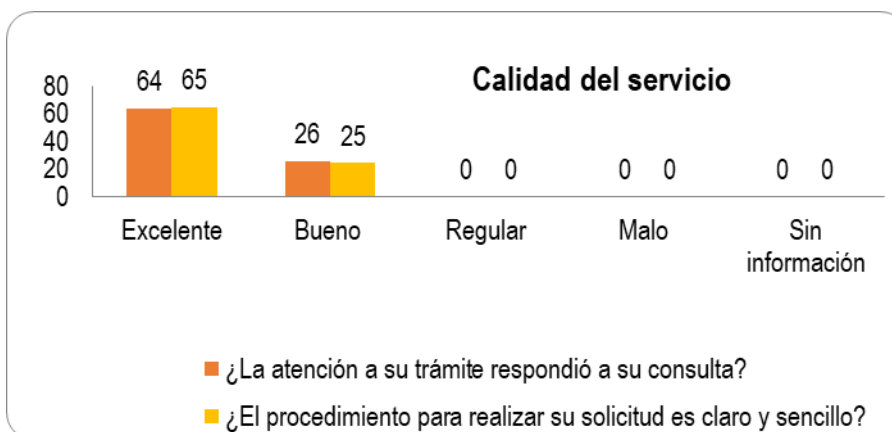 Calidad del servicio
80
60
40
20
0
64 65
26 25
0 0
0 0
0 0
Excelente
Bueno
Regular
Malo
Sin
información
¿La atención a su trámite respondió a su consulta?
¿El procedimiento para realizar su solicitud es claro y sencillo?